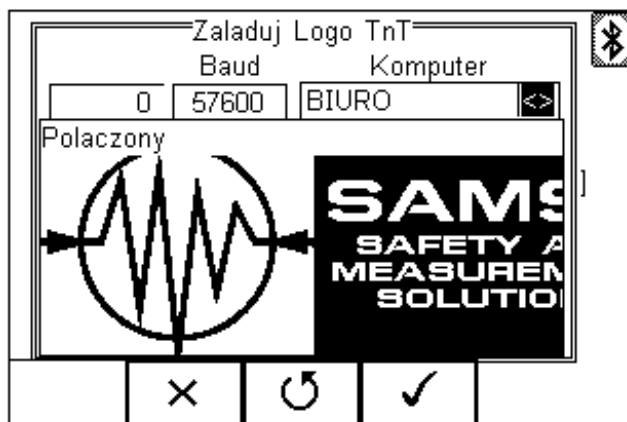 Zaladuj Logo TnT
Baud Komputer
0 57600 BIURO <>
Polaczony
SAMS
SAFETY A
MEASUREM
SOLUTIO